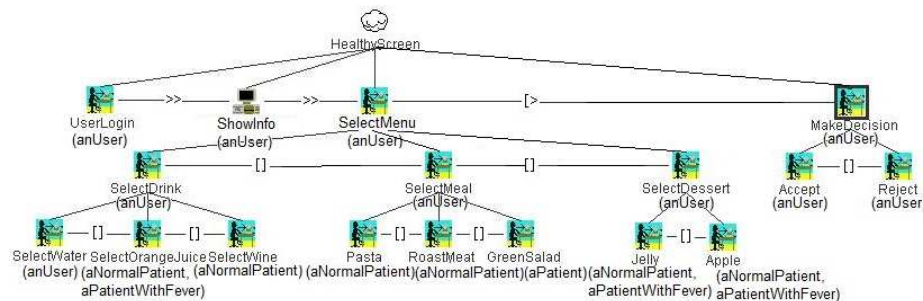 HealthyScreen
>> >> [>
UserLogin ShowInfo SelectMenu MakeDecision
(anUser) (anUser) (anUser) (anUser)
[] [] []
SelectDrink SelectMeal SelectDessert Accept Reject
(anUser) (anUser) (anUser) (anUser) (anUser
[] [] [] [] []
SelectWater SelectOrangeJuice SelectWine Pasta RoastMeat GreenSalad Jelly Apple
(anUser) (aNormalPatient, (aNormalPatient) (aNormalPatient) (aNormalPatient) (aPatient) (aNormalPatient, (aNormalPatient,
aPatientWithFever) aPatientWithFever) aPatientWithFever)